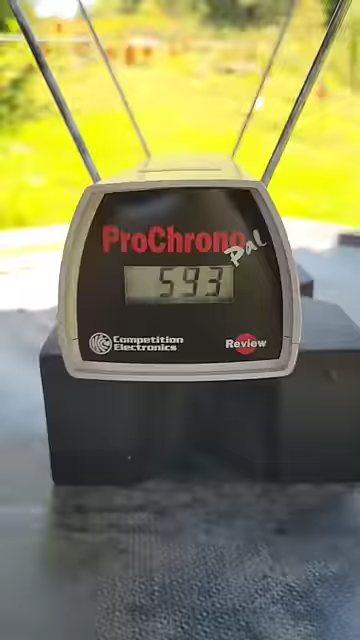 ProChrono
Pal
593
Competition
Electronics
Review